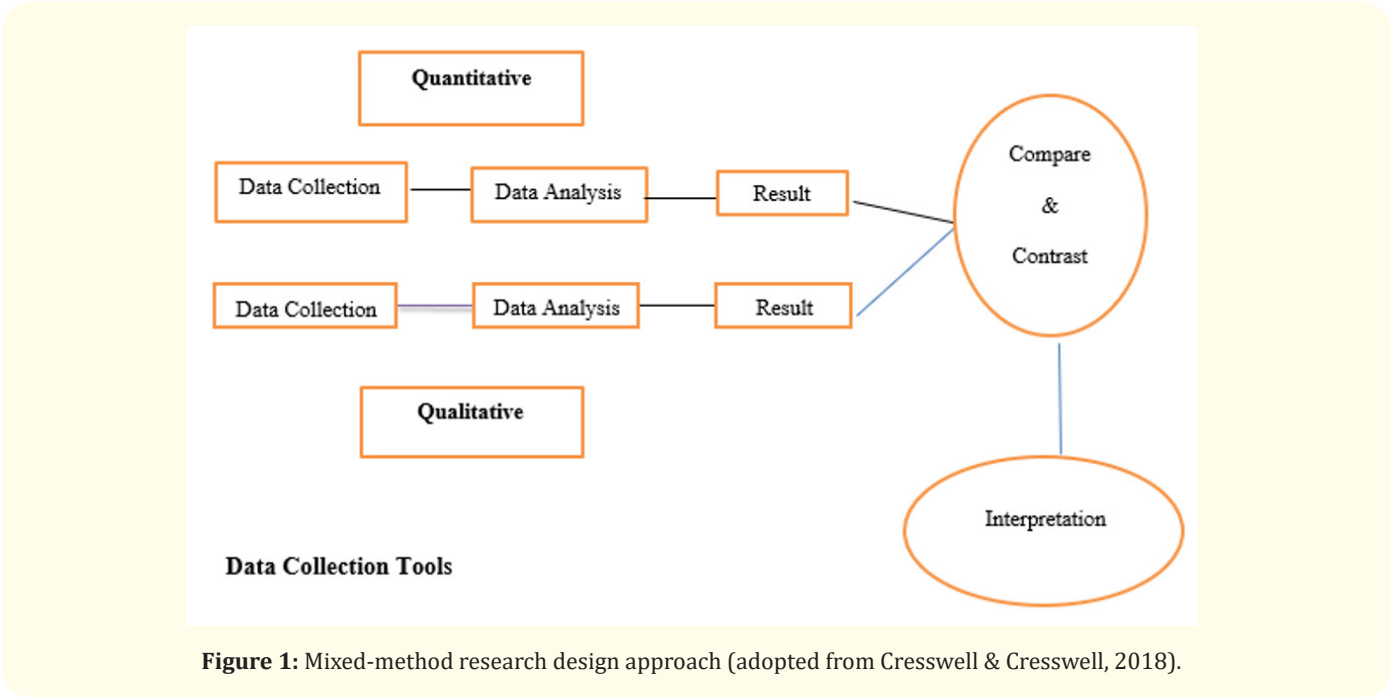 Quantitative
Data Collection
Data Analysis
Result
Compare
&
Contrast
Data Collection
Data Analysis
Result
Qualitative
Interpretation
Data Collection Tools
Figure 1: Mixed-method research design approach (adopted from Cresswell & Cresswell, 2018).